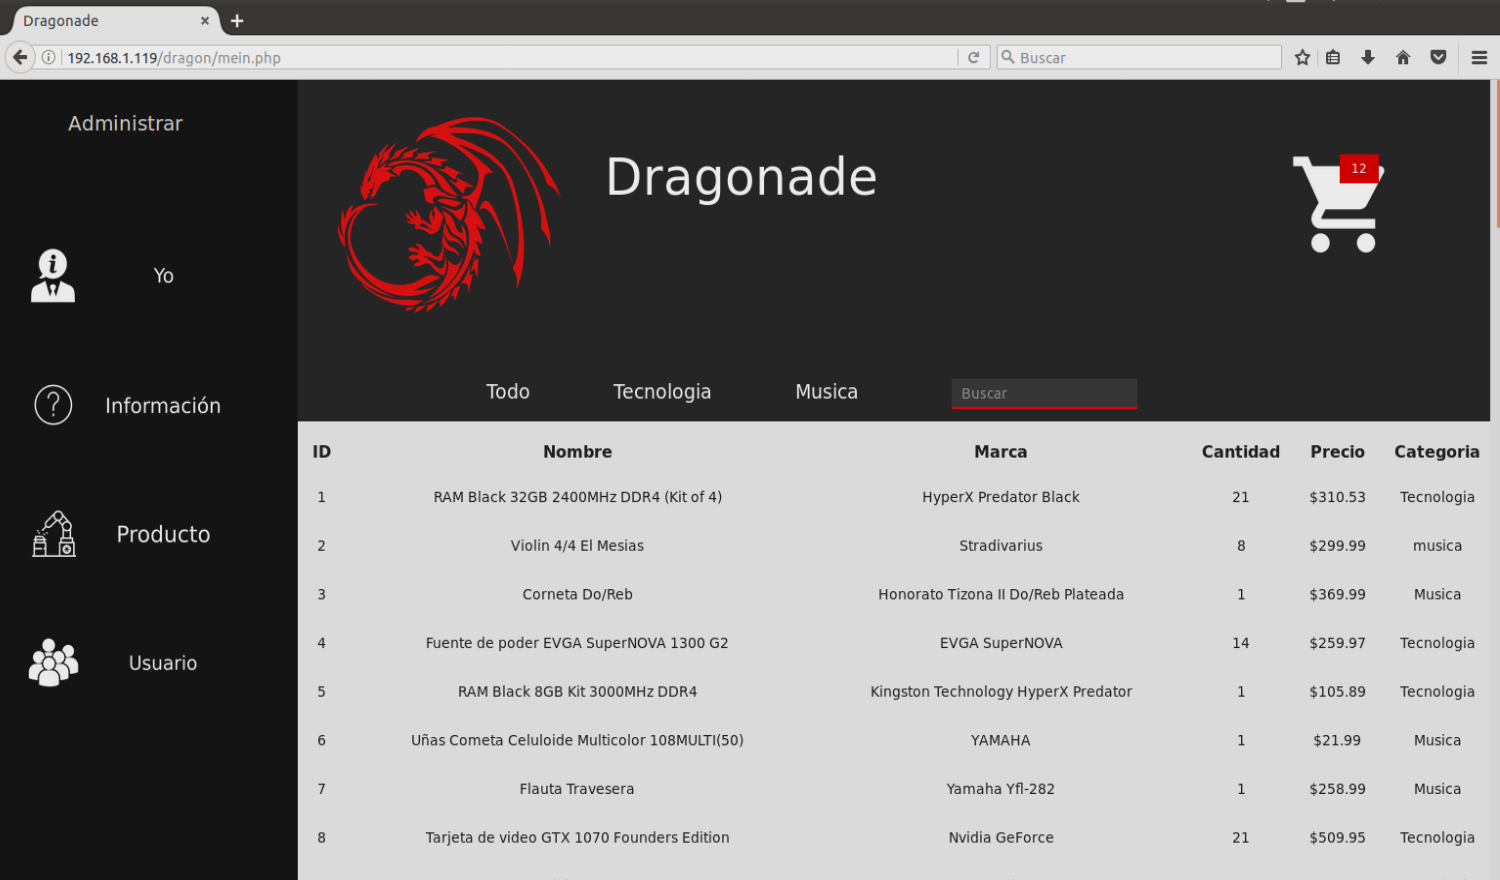 Dragonade
192.168.1.119/dragon/mein.php
Buscar
Administrar
Yo
Información
Producto
Usuario
Dragonade
12
Todo Tecnologia Musica Buscar
ID Nombre Marca Cantidad Precio Categoria
1 RAM Black 32GB 2400MHz DDR4 (Kit of 4) HyperX Predator Black 21 $310.53 Tecnologia
2 Violin 4/4 El Mesias Stradivarius 8 $299.99 musica
3 Corneta Do/Reb Honorato Tizona II Do/Reb Plateada 1 $369.99 Musica
4 Fuente de poder EVGA SuperNOVA 1300 G2 EVGA SuperNOVA 14 $259.97 Tecnologia
5 RAM Black 8GB Kit 3000MHz DDR4 Kingston Technology HyperX Predator 1 $105.89 Tecnologia
6 Uñas Cometa Celuloide Multicolor 108MULTI(50) YAMAHA 1 $21.99 Musica
7 Flauta Travesera Yamaha Yfl-282 1 $258.99 Musica
8 Tarjeta de video GTX 1070 Founders Edition Nvidia GeForce 21 $509.95 Tecnologia